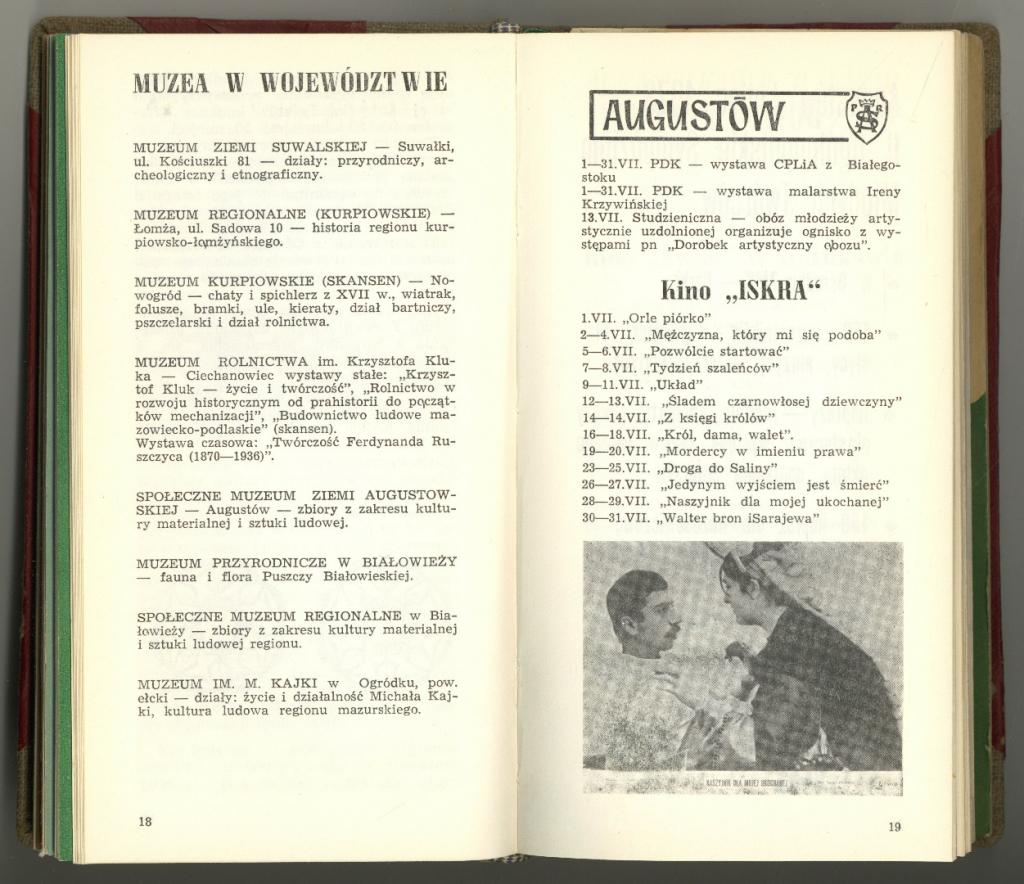 MUZEA W WOJEWÓDZTWIE
MUZEUM ZIEMI SUWALSKIEJ — Suwałki,
ul. Kościuszki 81 — działy: przyrodniczy, ar-
cheologiczny i etnograficzny.
MUZEUM REGIONALNE (KURPIOWSKIE) —
Łomża, ul. Sadowa 10 — historia regionu kur-
piowsko-łomżyńskiego.
MUZEUM KURPIOWSKIE (SKANSEN) — No-
wogród — chaty i spichlerz z XVII w., wiatrak,
folusze, bramki, ule, kieraty, dział bartniczy,
pszczelarski i dział rolnictwa.
MUZEUM ROLNICTWA im. Krzysztofa Klu-
ka — Ciechanowiec wystawy stałe: „Krzysz-
tof Kluk — życie i twórczość”, „Rolnictwo w
rozwoju historycznym od prahistorii do począt-
ków mechanizacji”, „Budownictwo ludowe ma-
zowiecko-podlaskie” (skansen).
Wystawa czasowa: „Twórczość Ferdynanda Ru-
szczyca (1870—1936)”.
SPOŁECZNE MUZEUM ZIEMI AUGUSTOW-
SKIEJ — Augustów — zbiory z zakresu kultu-
ry materialnej i sztuki ludowej.
MUZEUM PRZYRODNICZE W BIAŁOWIEŻY
— fauna i flora Puszczy Białowieskiej.
SPOŁECZNE MUZEUM REGIONALNE w Bia-
łowieży — zbiory z zakresu kultury materialnej
i sztuki ludowej regionu.
MUZEUM IM. M. KAJKI w Ogródku, pow.
ełcki — działy: życie i działalność Michała Kaj-
ki, kultura ludowa regionu mazurskiego.
18
AUGUSTÓW
1—31.VII. PDK — wystawa CPLiA z Białego-
stoku
1—31.VII. PDK — wystawa malarstwa Ireny
Krzywińskiej
13.VII. Studzieniczna — obóz młodzieży arty-
stycznie uzdolnionej organizuje ognisko z wy-
stępami pn „Dorobek artystyczny obozu”.
Kino „ISKRA“
1.VII. „Orle piórko”
2—4.VII. „Mężczyzna, który mi się podoba”
5—6.VII. „Pozwólcie startować”
7—8.VII. „Tydzień szaleńców”
9—11.VII. „Układ”
12—13.VII. „Śladem czarnowłosej dziewczyny”
14—14.VII. „Z księgi królów”
16—18.VII. „Król, dama, walet”.
19—20.VII. „Mordercy w imieniu prawa”
23—25.VII. „Droga do Saliny”
26—27.VII. „Jedynym wyjściem jest śmierć”
28—29.VII. „Naszyjnik dla mojej ukochanej”
30—31.VII. „Walter bron iSarajewa”
NASZYJNIK DLA MOJEJ UKOCHANEJ
19